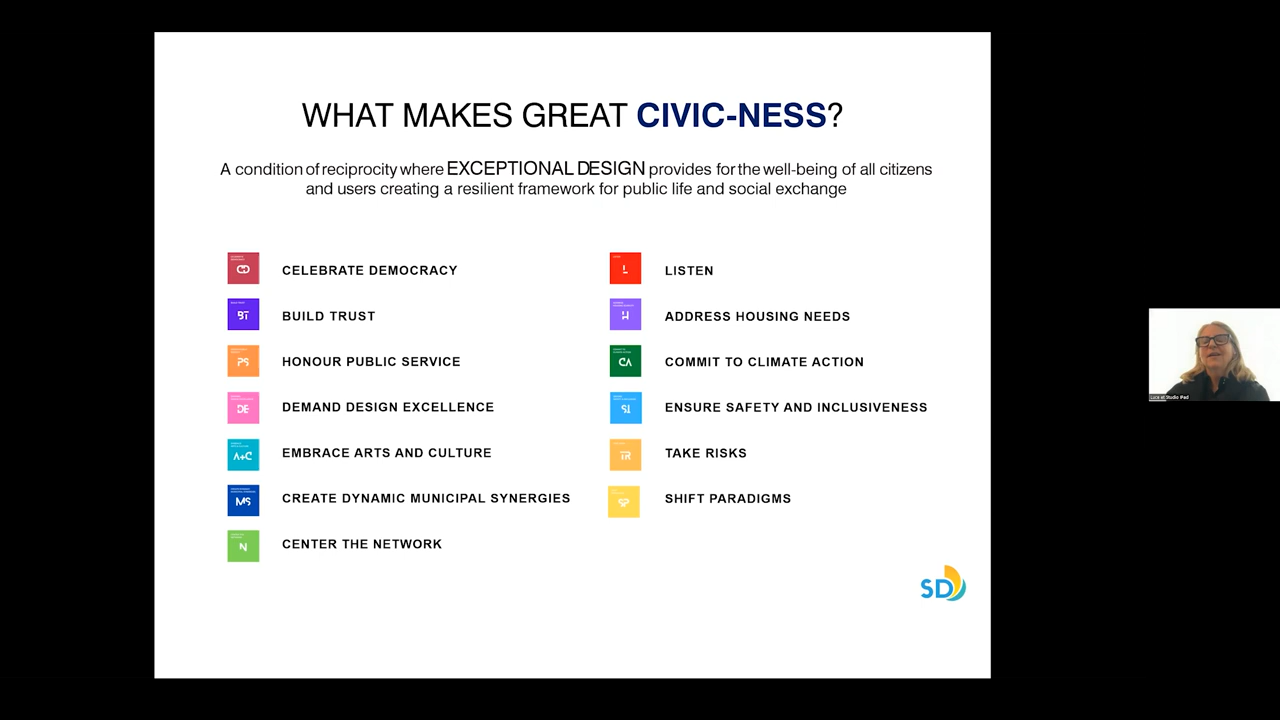 WHAT MAKES GREAT CIVIC-NESS?
A condition of reciprocity where EXCEPTIONAL DESIGN provides for the well-being of all citizens
and users creating a resilient framework for public life and social exchange
CD CELEBRATE DEMOCRACY
BT BUILD TRUST
PS HONOUR PUBLIC SERVICE
DE DEMAND DESIGN EXCELLENCE
A+C EMBRACE ARTS AND CULTURE
MS CREATE DYNAMIC MUNICIPAL SYNERGIES
N CENTER THE NETWORK
L LISTEN
H ADDRESS HOUSING NEEDS
CA COMMIT TO CLIMATE ACTION
SI ENSURE SAFETY AND INCLUSIVENESS
TR TAKE RISKS
SP SHIFT PARADIGMS
SD